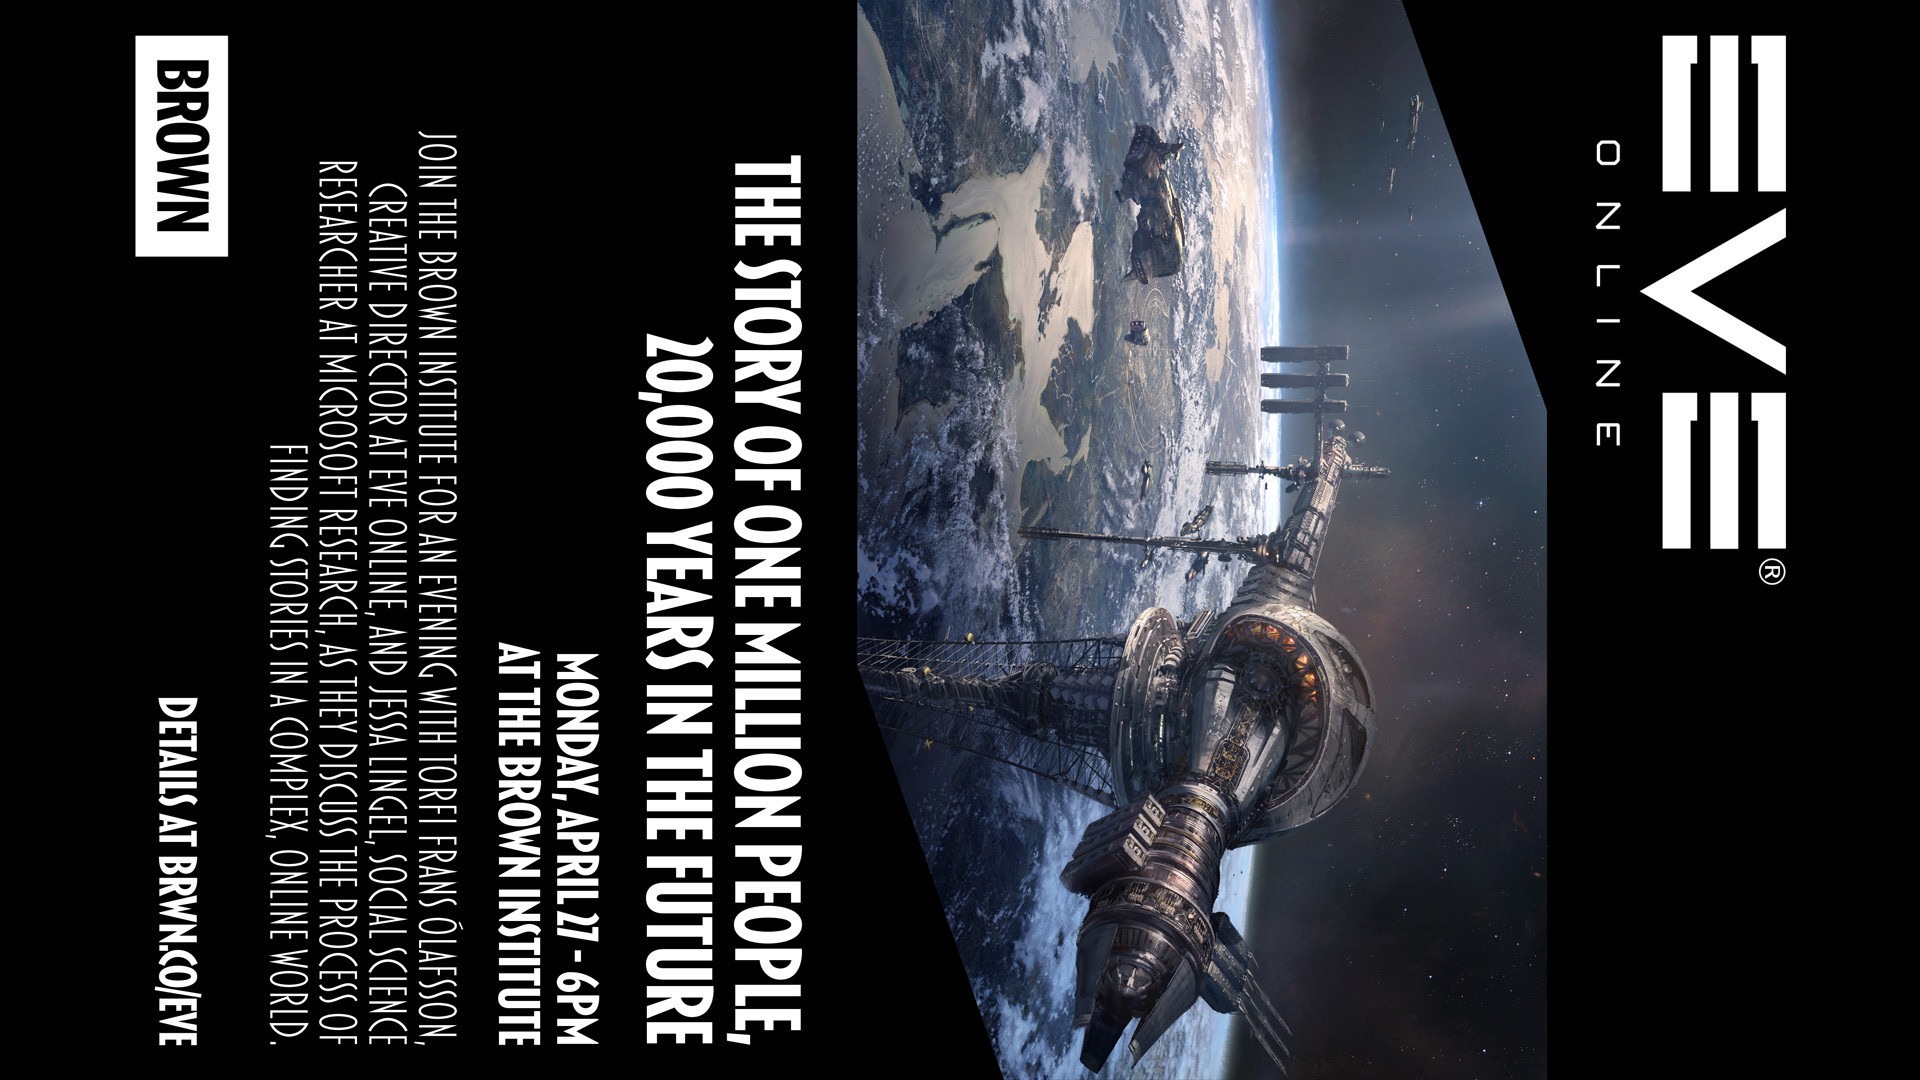 EVE®
ONLINE
THE STORY OF ONE MILLION PEOPLE,
20,000 YEARS IN THE FUTURE
MONDAY, APRIL 27 - 6PM
AT THE BROWN INSTITUTE
JOIN THE BROWN INSTITUTE FOR AN EVENING WITH TORFI FRANS ÓLAFSSON,
CREATIVE DIRECTOR AT EVE ONLINE, AND JESSA LINGEL, SOCIAL SCIENCE
RESEARCHER AT MICROSOFT RESEARCH, AS THEY DISCUSS THE PROCESS OF
FINDING STORIES IN A COMPLEX, ONLINE WORLD.
BROWN
DETAILS AT BRWN.CO/EVE